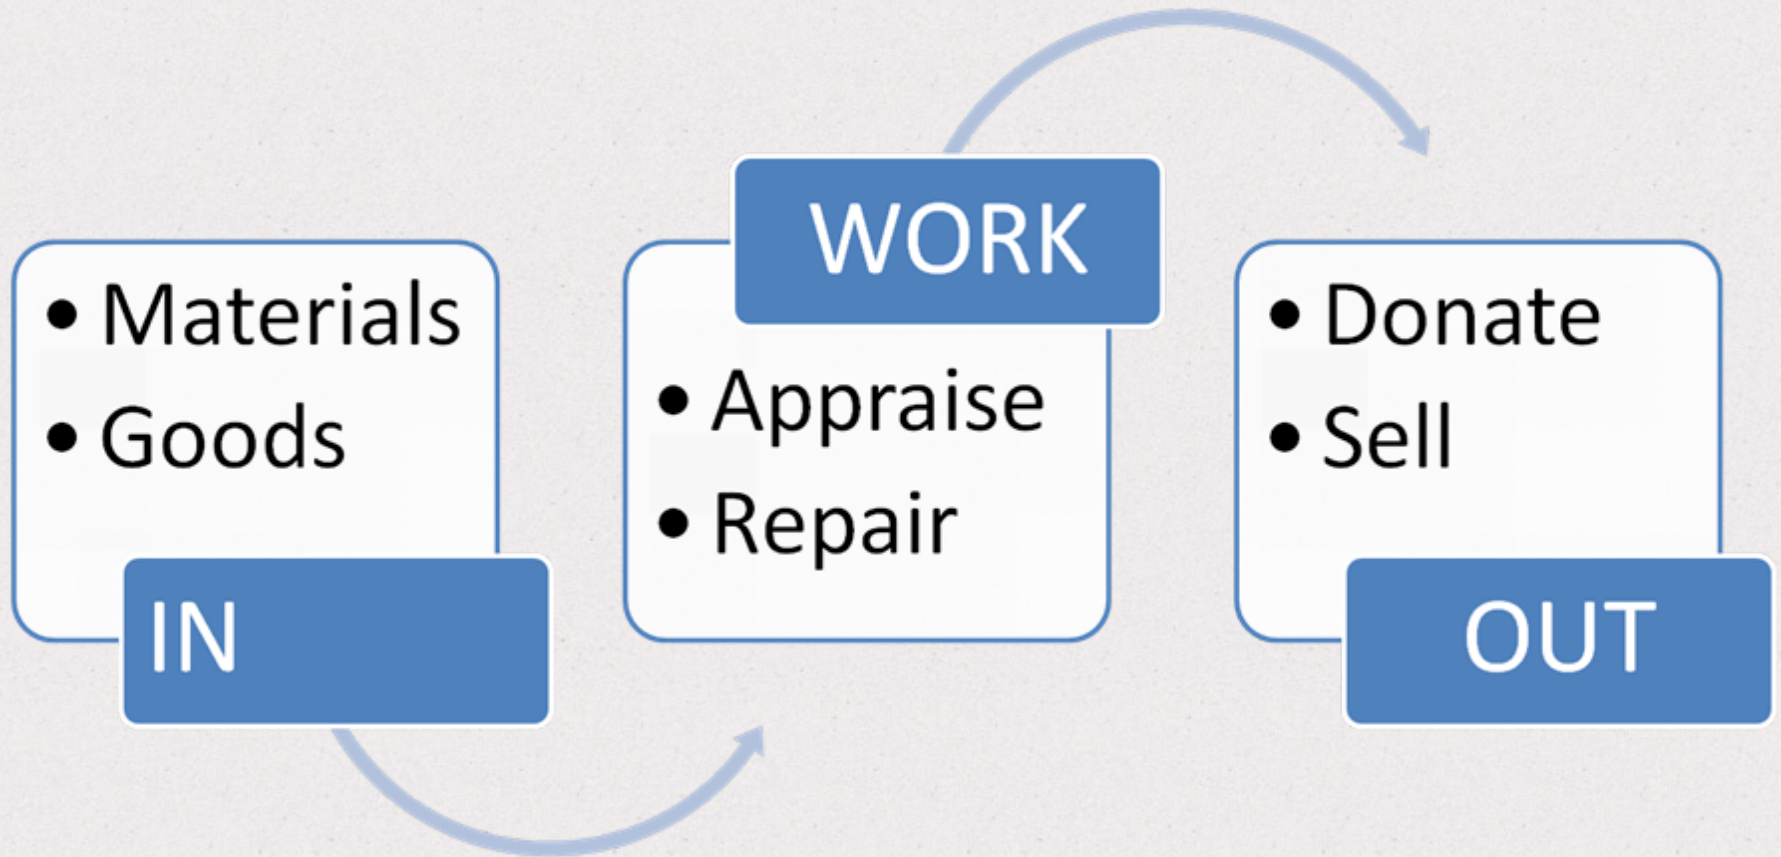 • Materials
• Goods
IN
WORK
• Appraise
• Repair
• Donate
• Sell
OUT